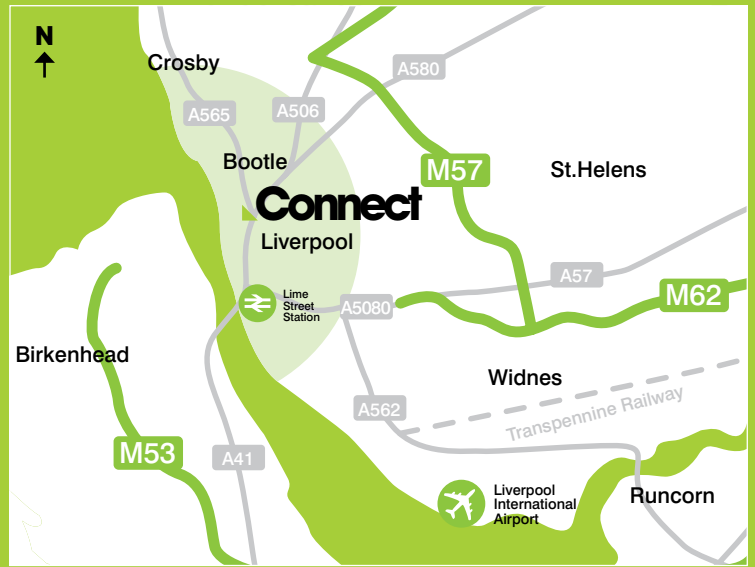 N
Crosby
A580
A565
A506
Bootle
M57
St.Helens
Connect
Liverpool
A57
M62
Lime
Street
Station
A5080
Birkenhead
Widnes
Transpennine Railway
A562
M53
A41
Liverpool
International
Airport
Runcorn